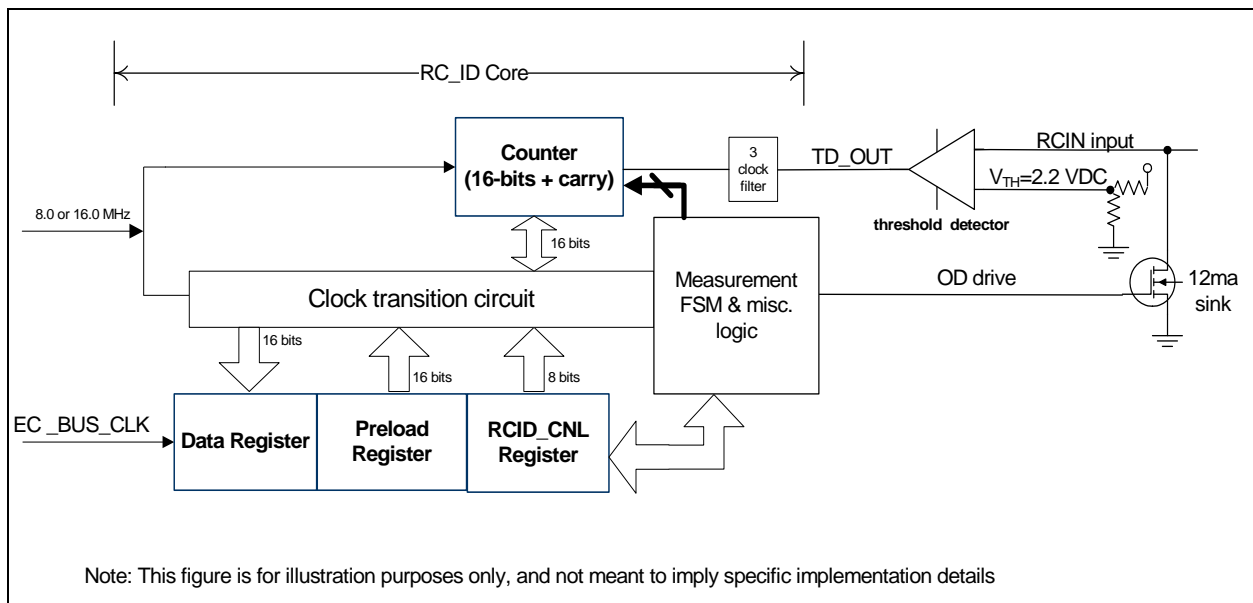 RC_ID Core
Counter
(16-bits + carry)
3
clock
filter
TD_OUT
RCIN input
VTH=2.2 VDC
threshold detector
8.0 or 16.0 MHz
16 bits
Clock transition circuit
Measurement
FSM & misc.
logic
OD drive
12ma
sink
16 bits
16 bits
8 bits
EC _BUS_CLK
Data Register
Preload
Register
RCID_CNL
Register
Note: This figure is for illustration purposes only, and not meant to imply specific implementation details